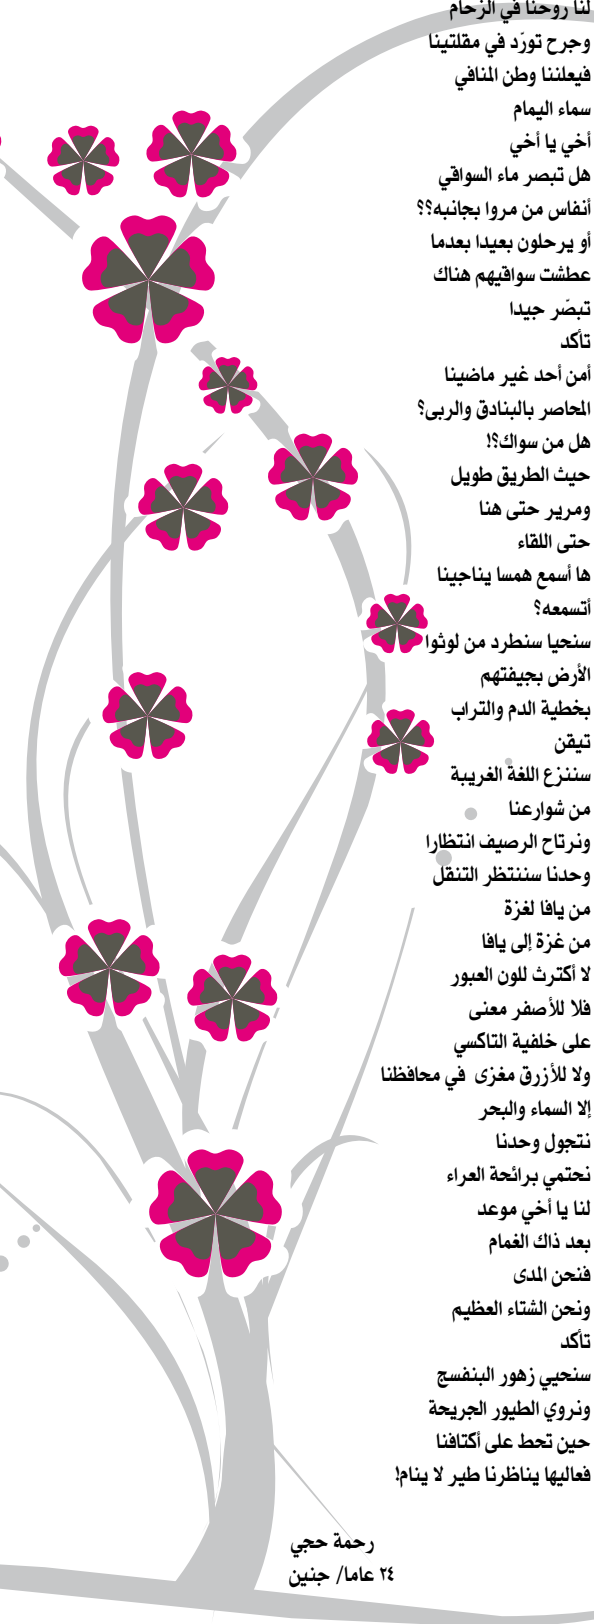 لنا روحنا في الزحام
وجرح تورّد في مقلتينا
فيعلننا وطن المنافي
سماء اليمام
أخي يا أخي
هل تبصر ماء السواقي
أنفاس من مروا بجانبه؟؟
أو يرحلون بعيدا بعدما
عطشت سواقيهم هناك
تبصّر جيدا
تأكد
أمن أحد غير ماضينا
المحاصر بالبنادق والربى؟
هل من سواك؟!
حيث الطريق طويل
ومرير حتى هنا
حتى اللقاء
ها أسمع همسا يناجينا
أتسمعه؟
سنحيا سنطرد من لوثوا
الأرض بجيفتهم
بخطية الدم والتراب
تيقن
سننزع اللغة الغريبة
من شوارعنا
ونرتاح الرصيف انتظارا
وحدنا سننتظر التنقل
من يافا لغزة
من غزة إلى يافا
لا أكترث للون العبور
فلا للأصفر معنى
على خلفية التاكسي
ولا للأزرق مغزى في محافظنا
إلا السماء والبحر
نتجول وحدنا
نحتمي برائحة العراء
لنا يا أخي موعد
بعد ذاك الغمام
فنحن المدى
ونحن الشتاء العظيم
تأكد
سنحيي زهور البنفسج
ونروي الطيور الجريحة
حين تحط على أكتافنا
فعاليها يناظرنا طير لا ينام!
رحمة حجي
٢٤ عاما/ جنين